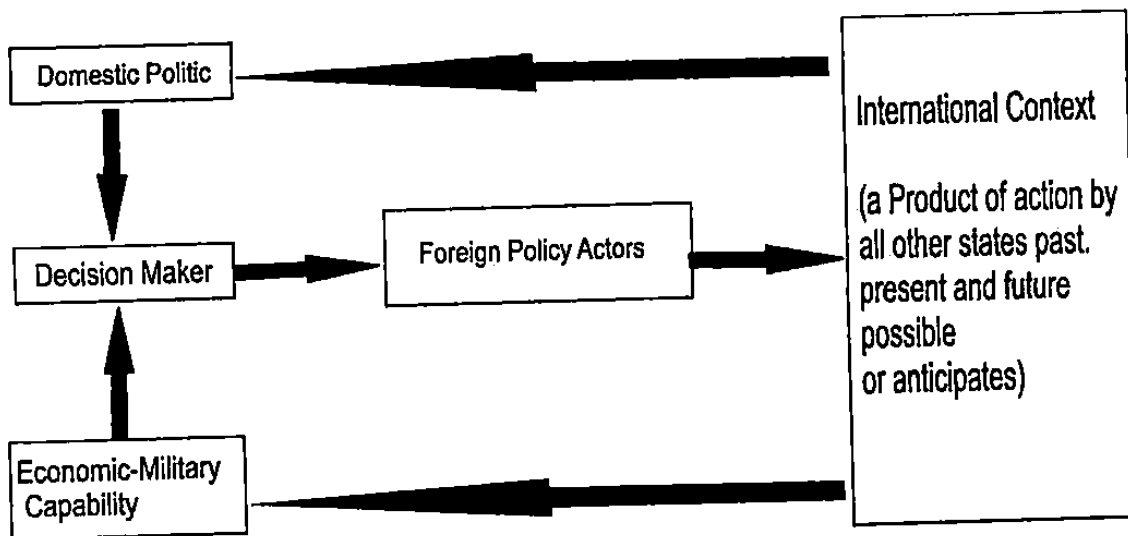 Domestic Politic
Decision Maker
Economic-Military
Capability
Foreign Policy Actors
International Context
(a Product of action by
all other states past.
present and future
possible
or anticipates)